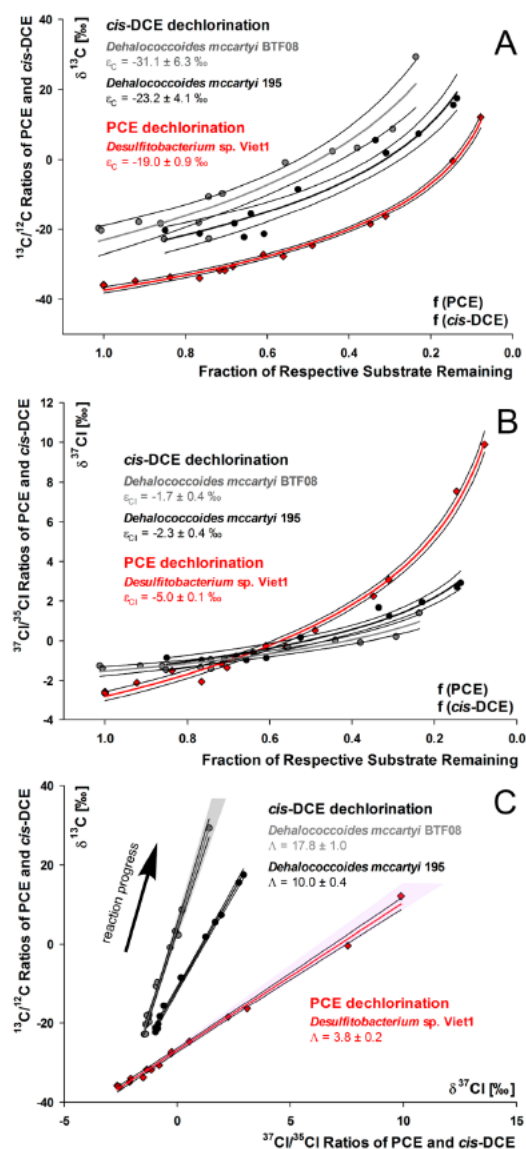 A
cis-DCE dechlorination
Dehalococcoides mccartyi BTF08
εC = -31.1 ± 6.3 ‰
Dehalococcoides mccartyi 195
εC = -23.2 ± 4.1 ‰
PCE dechlorination
Desulfitobacterium sp. Viet1
εC = -19.0 ± 0.9 ‰
δ 13C [‰]
13C/12C Ratios of PCE and cis-DCE
40
20
0
-20
-40
f (PCE)
f (cis-DCE)
1.0 0.8 0.6 0.4 0.2 0.0
Fraction of Respective Substrate Remaining
B
δ 37Cl [‰]
37Cl/35Cl Ratios of PCE and cis-DCE
12
10
8
6
4
2
0
-2
-4
cis-DCE dechlorination
Dehalococcoides mccartyi BTF08
εCl = -1.7 ± 0.4 ‰
Dehalococcoides mccartyi 195
εCl = -2.3 ± 0.4 ‰
PCE dechlorination
Desulfitobacterium sp. Viet1
εCl = -5.0 ± 0.1 ‰
f (PCE)
f (cis-DCE)
1.0 0.8 0.6 0.4 0.2 0.0
Fraction of Respective Substrate Remaining
C
δ 13C [‰]
13C/12C Ratios of PCE and cis-DCE
40
20
0
-20
-40
reaction progress
cis-DCE dechlorination
Dehalococcoides mccartyi BTF08
Λ = 17.8 ± 1.0
Dehalococcoides mccartyi 195
Λ = 10.0 ± 0.4
PCE dechlorination
Desulfitobacterium sp. Viet1
Λ = 3.8 ± 0.2
δ 37Cl [‰]
-5 0 5 10 15
37Cl/35Cl Ratios of PCE and cis-DCE